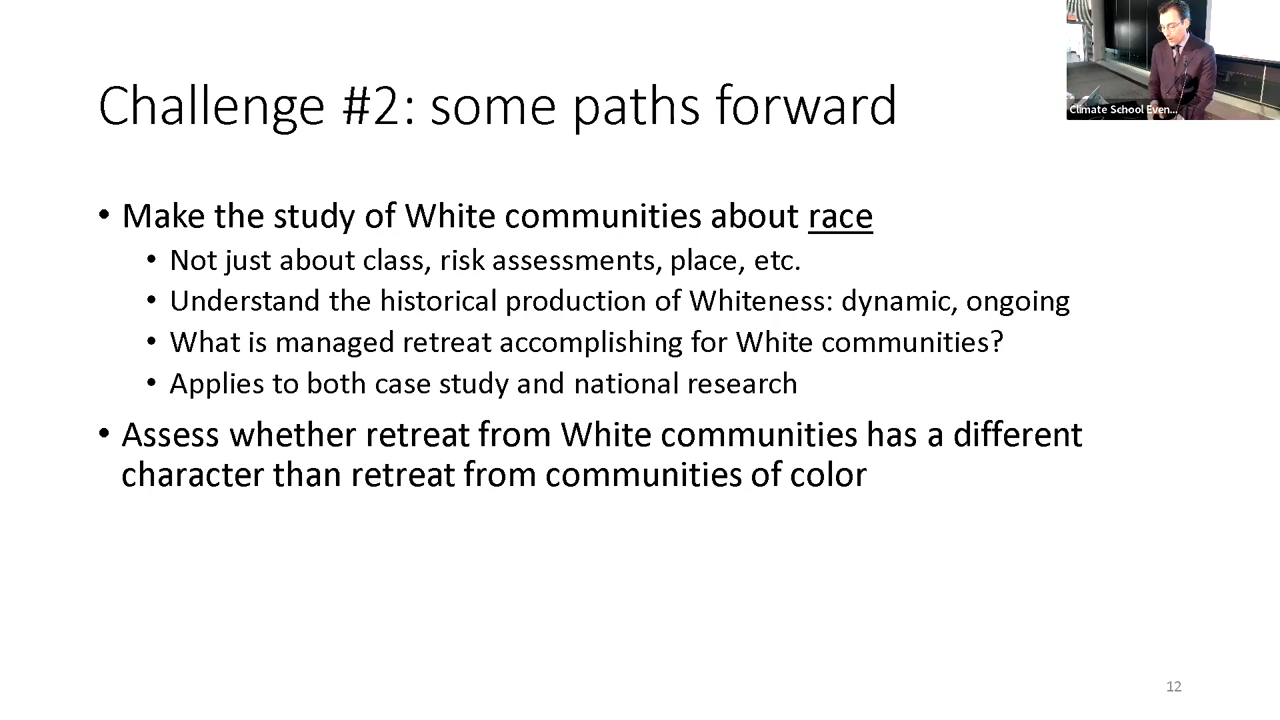 Climate School Even...
Challenge #2: some paths forward
• Make the study of White communities about race
• Not just about class, risk assessments, place, etc.
• Understand the historical production of Whiteness: dynamic, ongoing
• What is managed retreat accomplishing for White communities?
• Applies to both case study and national research
• Assess whether retreat from White communities has a different
character than retreat from communities of color
12